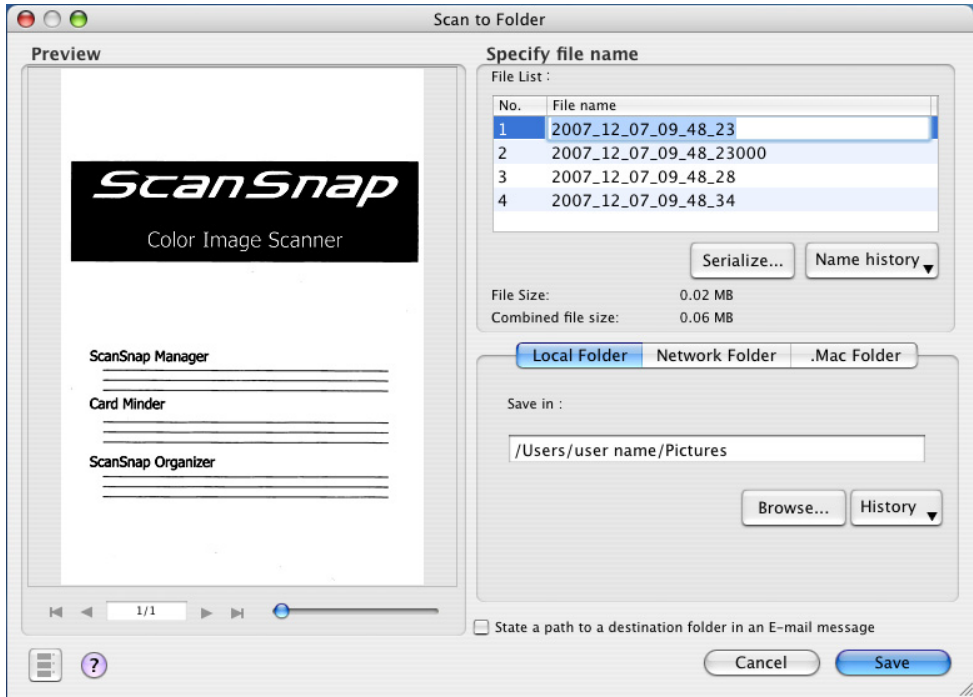 Scan to Folder
Preview
ScanSnap
Color Image Scanner
ScanSnap Manager
Card Minder
ScanSnap Organizer
1/1
?
Specify file name
File List :
No. File name
1 2007_12_07_09_48_23
2 2007_12_07_09_48_23000
3 2007_12_07_09_48_28
4 2007_12_07_09_48_34
Serialize... Name history
File Size: 0.02 MB
Combined file size: 0.06 MB
Local Folder Network Folder .Mac Folder
Save in :
/Users/user name/Pictures
Browse... History
State a path to a destination folder in an E-mail message
Cancel Save